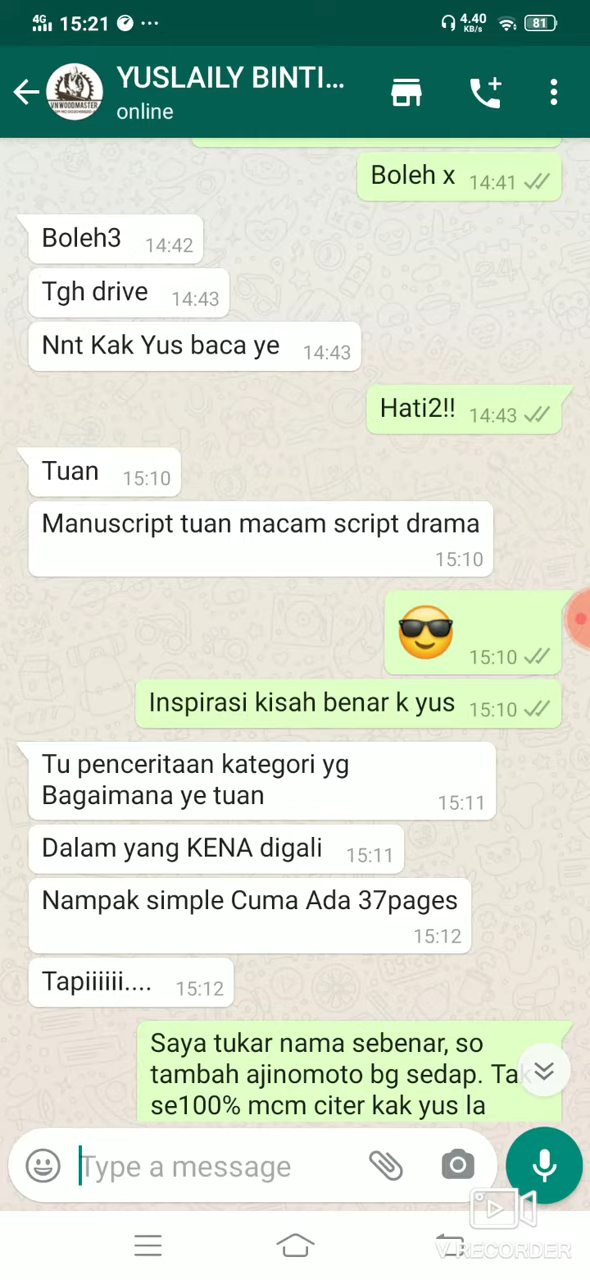 4G 15:21 ... 4.40 KB/s 81
YUSLAILY BINTI...
online
VNWOODMASTER
Boleh x 14:41
Boleh3 14:42
Tgh drive 14:43
Nnt Kak Yus baca ye 14:43
Hati2!! 14:43
Tuan 15:10
Manuscript tuan macam script drama
15:10
15:10
Inspirasi kisah benar k yus 15:10
Tu penceritaan kategori yg
Bagaimana ye tuan 15:11
Dalam yang KENA digali 15:11
Nampak simple Cuma Ada 37pages
15:12
Tapiiiiii.... 15:12
Saya tukar nama sebenar, so
tambah ajinomoto bg sedap. Tak
se100% mcm citer kak yus la
Type a message
V.RECORDER